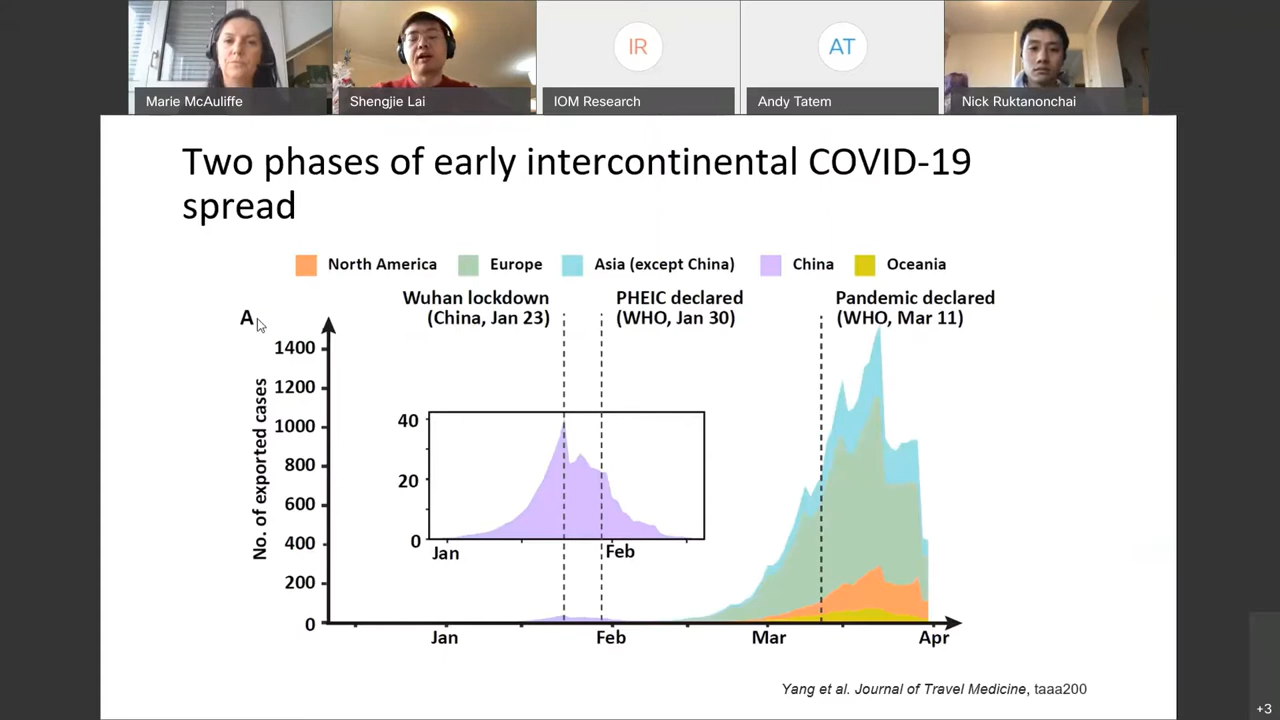 IR
AT
Marie McAuliffe
Shengjie Lai
IOM Research
Andy Tatem
Nick Ruktanonchai
Two phases of early intercontinental COVID-19
spread
North America
Europe
Asia (except China)
China
Oceania
Wuhan lockdown
(China, Jan 23)
PHEIC declared
(WHO, Jan 30)
Pandemic declared
(WHO, Mar 11)
A
No. of exported cases
1400
1200
1000
800
600
400
200
0
40
20
0
Jan
Feb
Jan
Feb
Mar
Apr
Yang et al. Journal of Travel Medicine, taaa200
+3